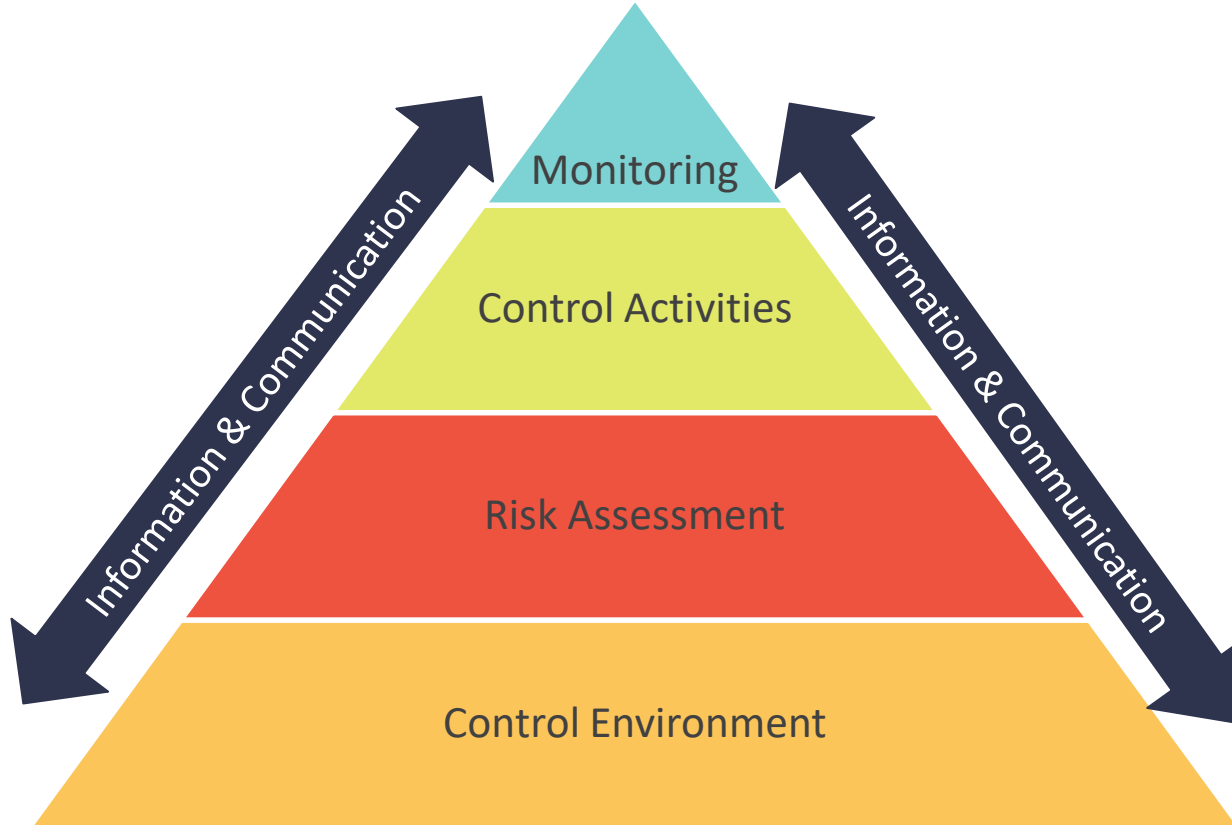 Monitoring
Information & Communication
Information & Communication
Control Activities
Risk Assessment
Control Environment